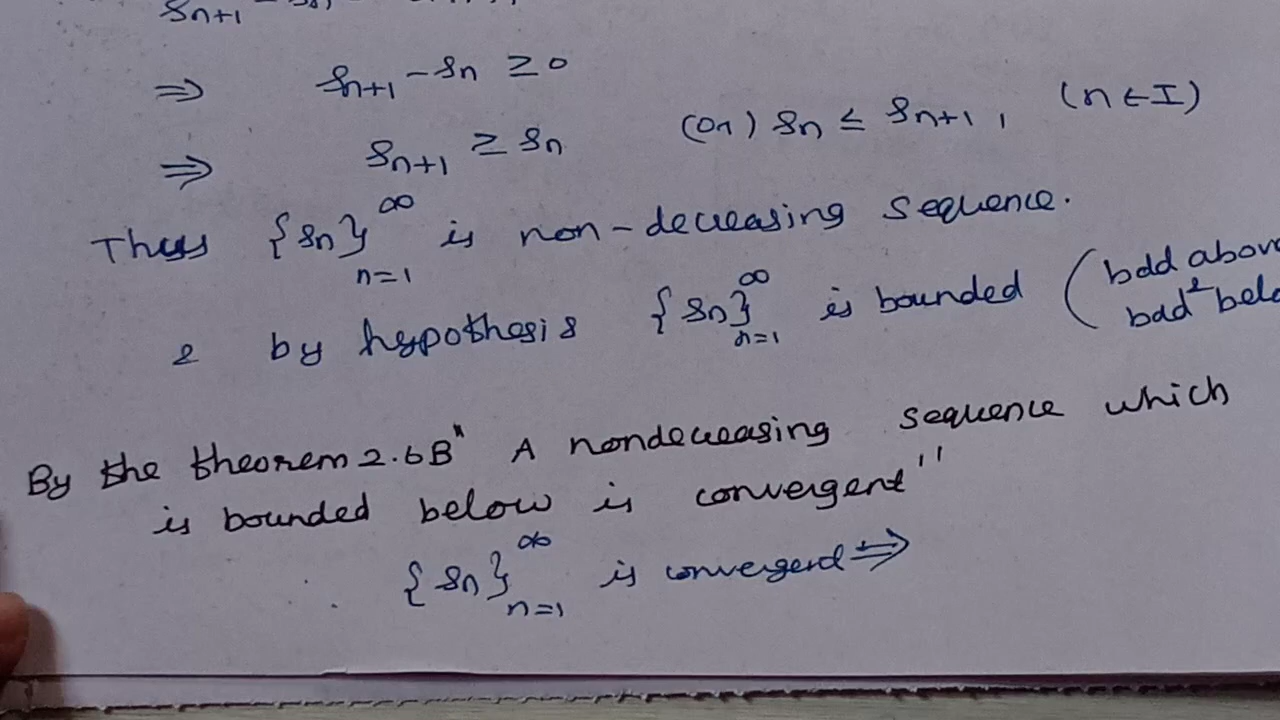 Sn+1
⇒ Sn+1 - Sn ≥ 0
⇒ Sn+1 ≥ Sn (or) Sn ≤ Sn+1, (n ∈ I)
Thus {Sn}∞n=1 is non-decreasing sequence.
& by hypothesis {Sn}∞n=1 is bounded (bdd above
bdd below
By the theorem 2.6B" A nondecreasing sequence which
is bounded below is convergent"
∴ {Sn}∞n=1 is convergent ⇒